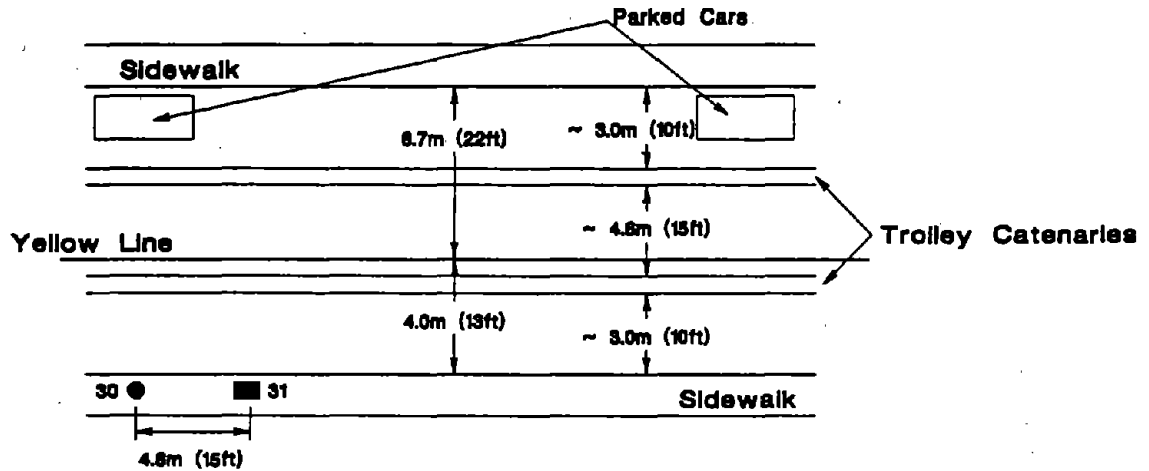 Parked Cars
Sidewalk
6.7m (22ft)
~ 3.0m (10ft)
~ 4.6m (15ft)
Yellow Line
Trolley Catenaries
4.0m (13ft)
~ 3.0m (10ft)
30
31
Sidewalk
4.6m (15ft)